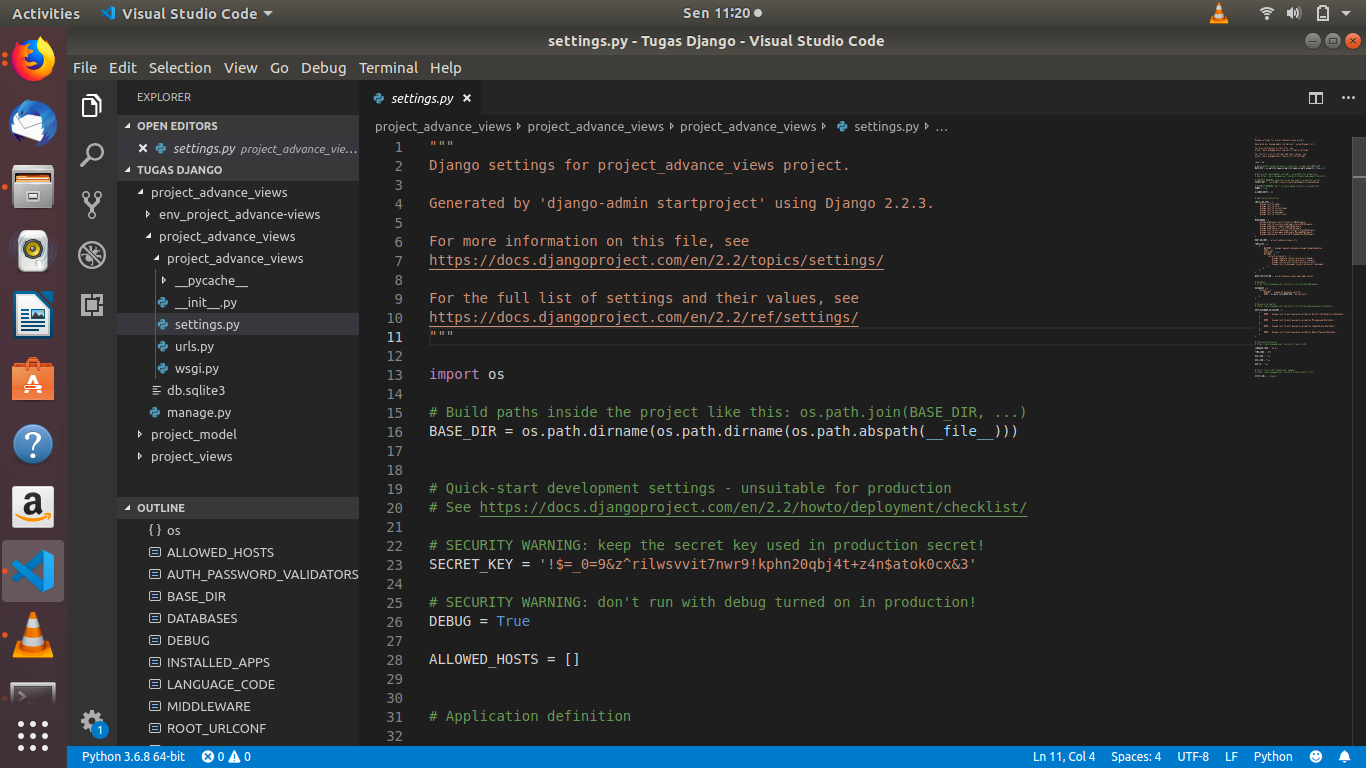 Activities
Visual Studio Code
Sen 11:20
settings.py - Tugas Django - Visual Studio Code
File Edit Selection View Go Debug Terminal Help
EXPLORER
OPEN EDITORS
settings.py project_advance_vie...
TUGAS DJANGO
project_advance_views
env_project_advance-views
project_advance_views
project_advance_views
__pycache__
__init__.py
settings.py
urls.py
wsgi.py
db.sqlite3
manage.py
project_model
project_views
OUTLINE
{ } os
ALLOWED_HOSTS
AUTH_PASSWORD_VALIDATORS
BASE_DIR
DATABASES
DEBUG
INSTALLED_APPS
LANGUAGE_CODE
MIDDLEWARE
ROOT_URLCONF
settings.py
project_advance_views project_advance_views project_advance_views settings.py ...
1 """
2 Django settings for project_advance_views project.
3
4 Generated by 'django-admin startproject' using Django 2.2.3.
5
6 For more information on this file, see
7 https://docs.djangoproject.com/en/2.2/topics/settings/
8
9 For the full list of settings and their values, see
10 https://docs.djangoproject.com/en/2.2/ref/settings/
11 """
12
13 import os
14
15 # Build paths inside the project like this: os.path.join(BASE_DIR, ...)
16 BASE_DIR = os.path.dirname(os.path.dirname(os.path.abspath(__file__)))
17
18
19 # Quick-start development settings - unsuitable for production
20 # See https://docs.djangoproject.com/en/2.2/howto/deployment/checklist/
21
22 # SECURITY WARNING: keep the secret key used in production secret!
23 SECRET_KEY = '!$=_0=9&z^rilwsvvit7nwr9!kphn20qbj4t+z4n$atok0cx&3'
24
25 # SECURITY WARNING: don't run with debug turned on in production!
26 DEBUG = True
27
28 ALLOWED_HOSTS = []
29
30
31 # Application definition
32
1
Python 3.6.8 64-bit 0 0 Ln 11, Col 4 Spaces: 4 UTF-8 LF Python